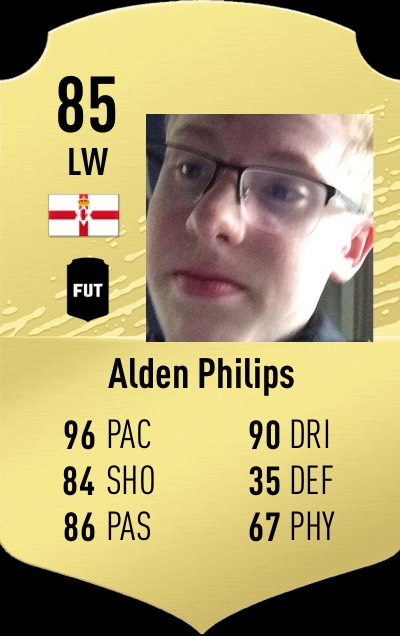 85
LW
FUT
Alden Philips
96 PAC 90 DRI
84 SHO 35 DEF
86 PAS 67 PHY